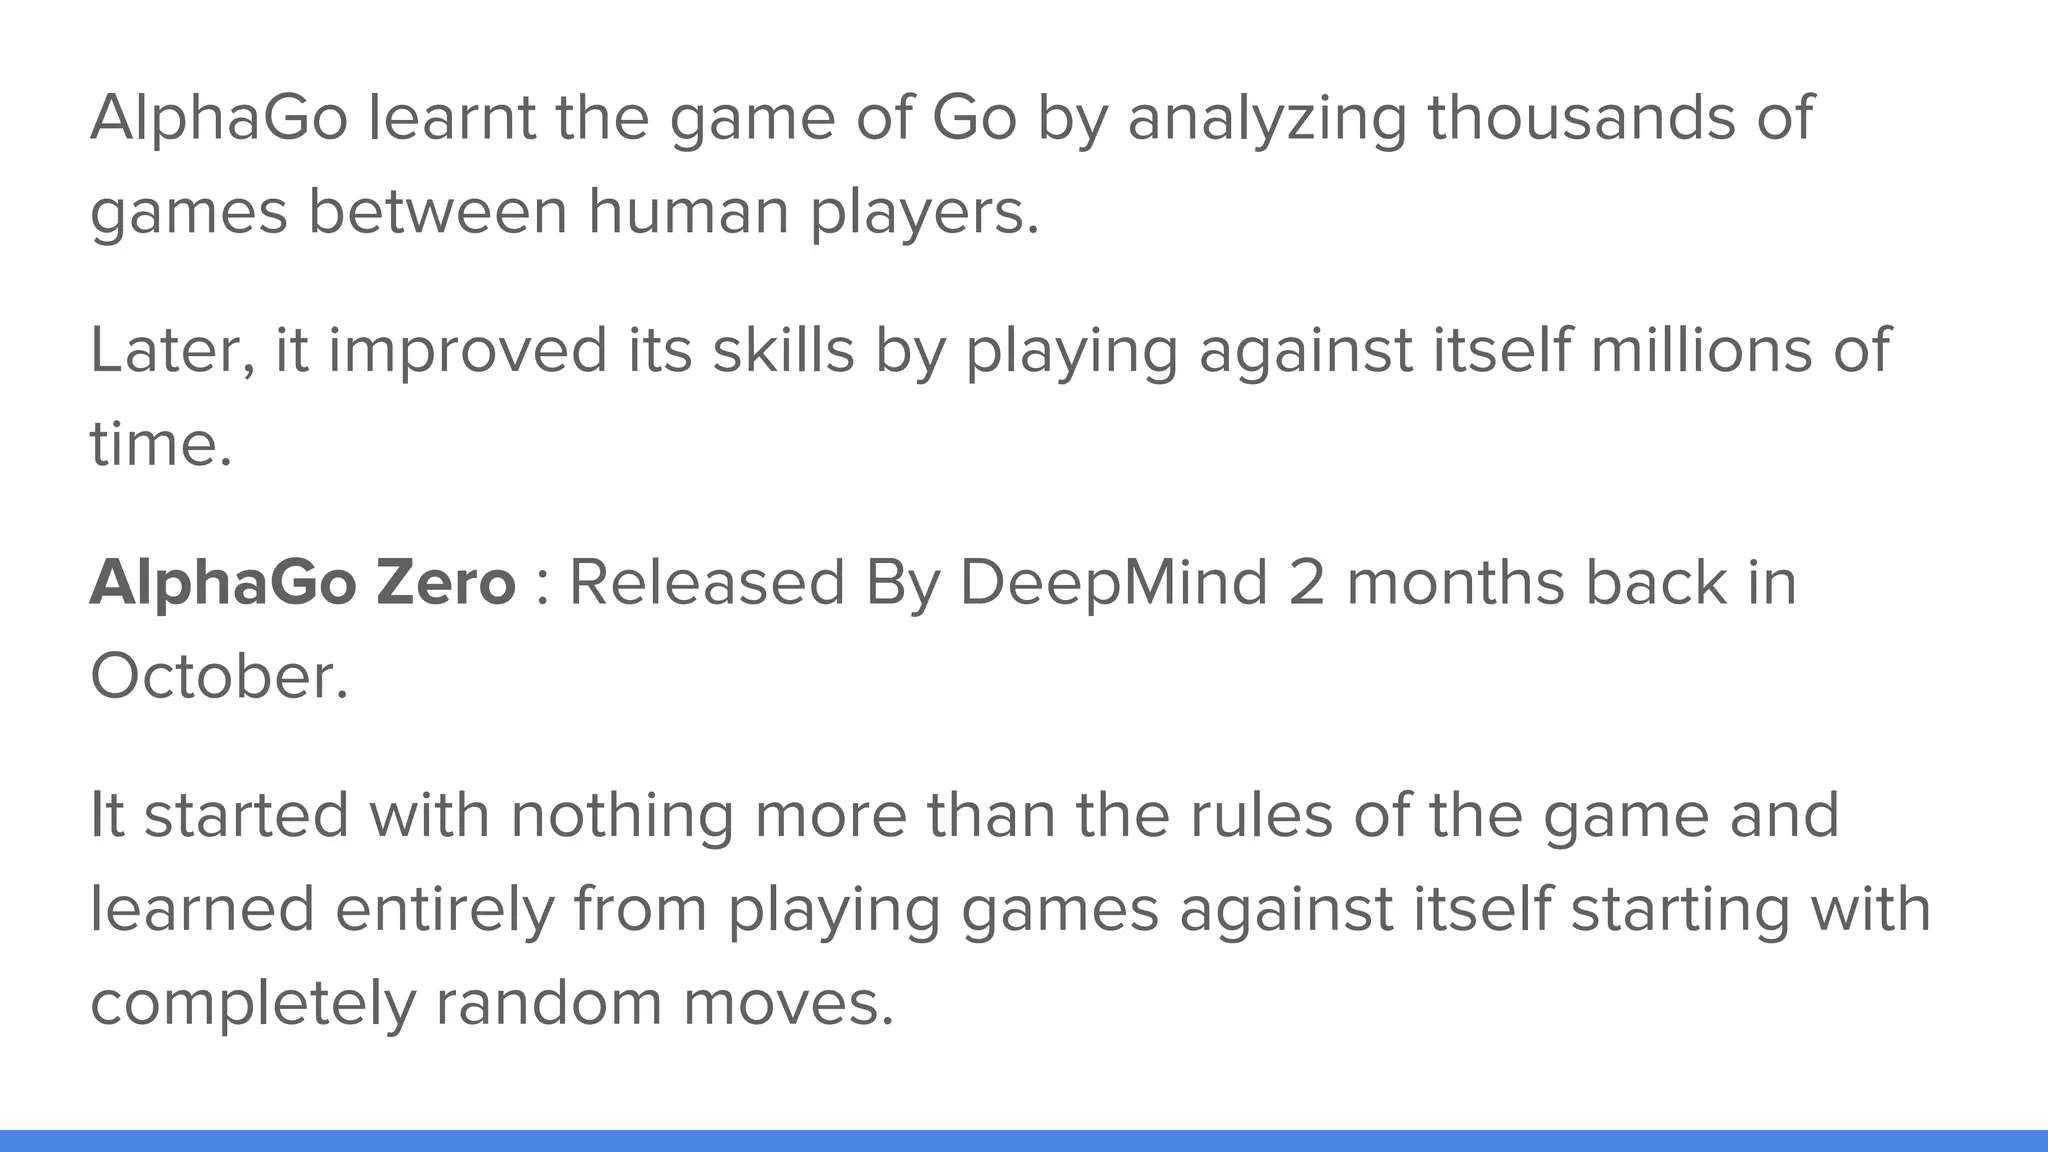 AlphaGo learnt the game of Go by analyzing thousands of
games between human players.
Later, it improved its skills by playing against itself millions of
time.
AlphaGo Zero : Released By DeepMind 2 months back in
October.
It started with nothing more than the rules of the game and
learned entirely from playing games against itself starting with
completely random moves.